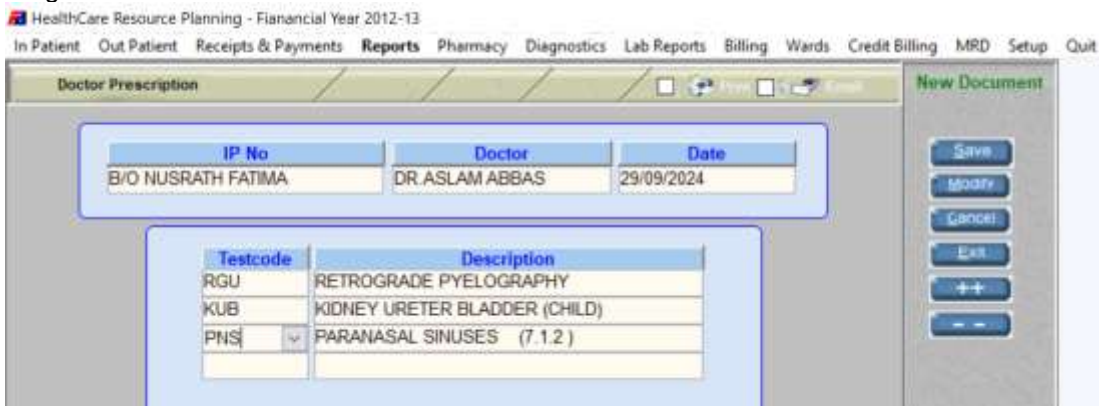 HealthCare Resource Planning - Fianancial Year 2012-13
In Patient Out Patient Receipts & Payments Reports Pharmacy Diagnostics Lab Reports Billing Wards Credit Billing MRD Setup Quit
Doctor Prescription Print Email New Document
IP No Doctor Date
B/O NUSRATH FATIMA DR.ASLAM ABBAS 29/09/2024
Save
Modify
Cancel
Exit
++
--
Testcode Description
RGU RETROGRADE PYELOGRAPHY
KUB KIDNEY URETER BLADDER (CHILD)
PNS PARANASAL SINUSES (7.1.2 )